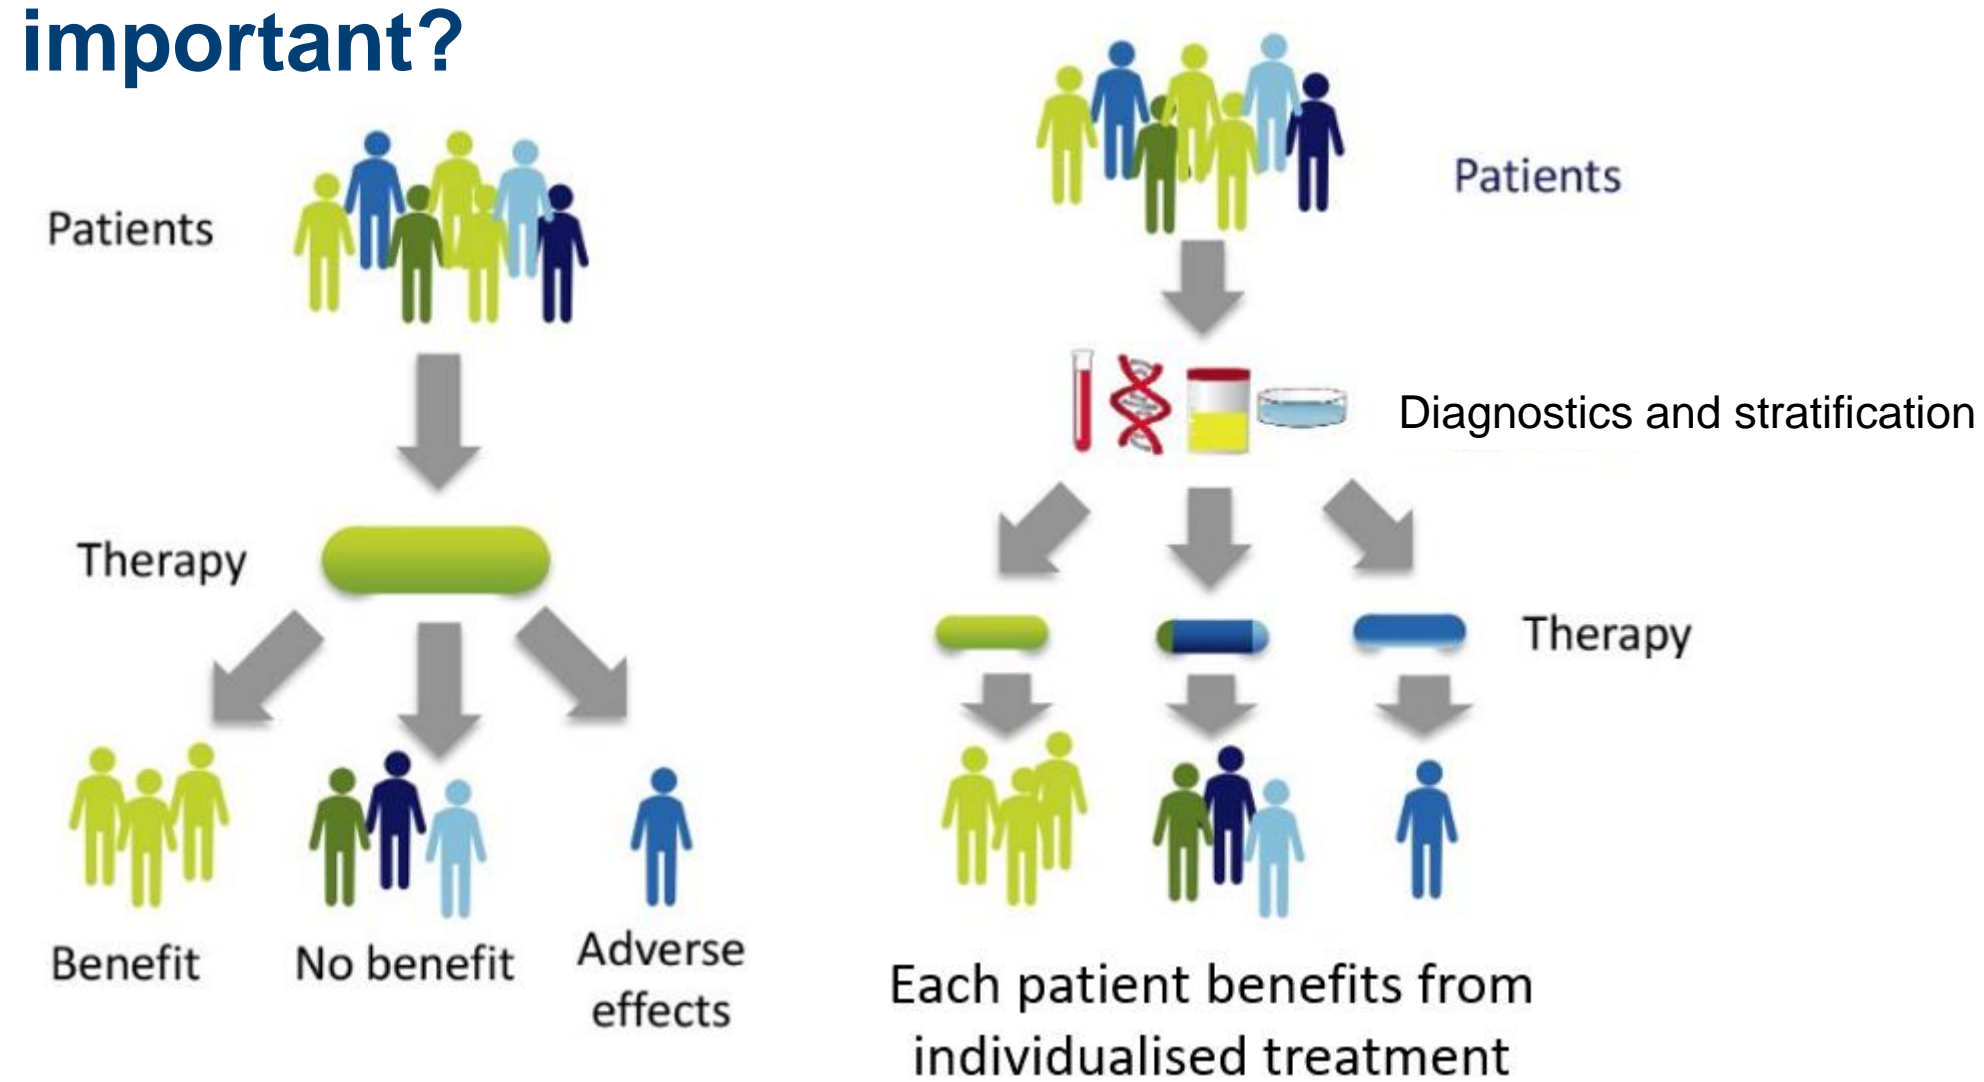 important?
Patients
Therapy
Benefit
No benefit
Adverse
effects
Patients
Diagnostics and stratification
Therapy
Each patient benefits from
individualised treatment